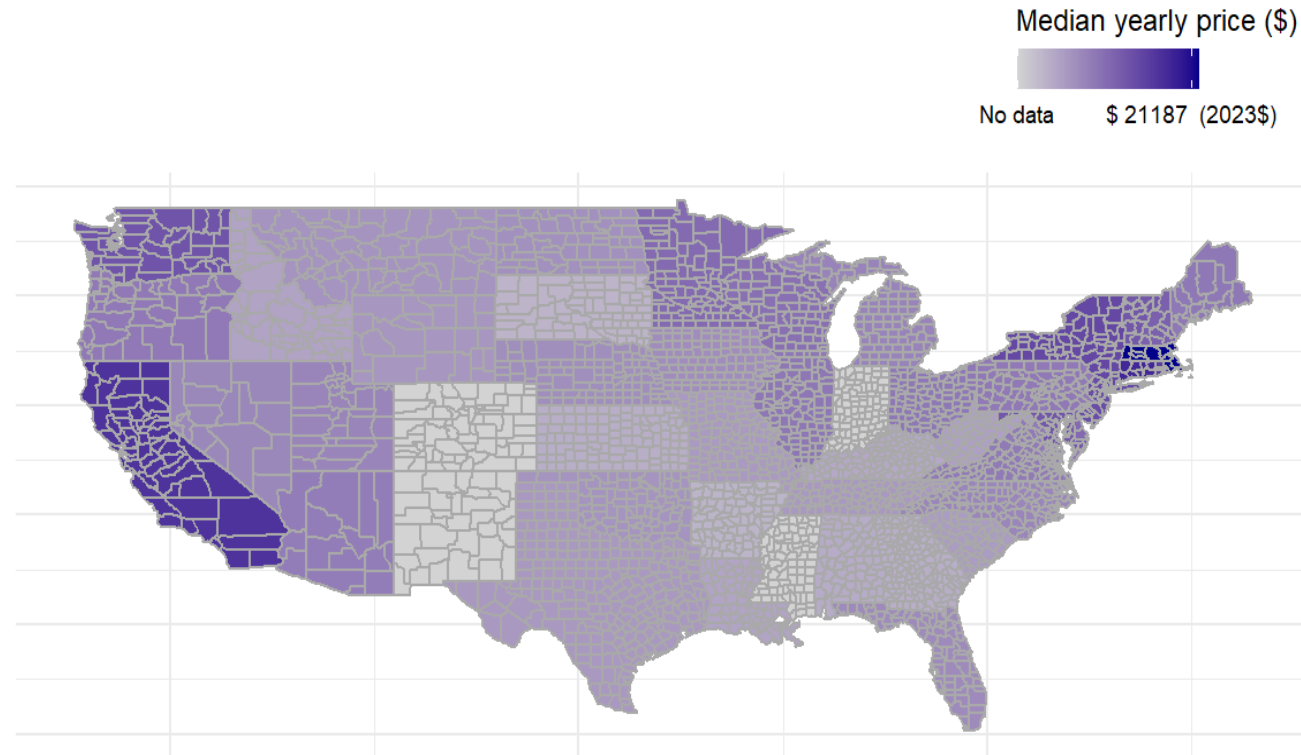 Median yearly price ($)
No data $ 21187 (2023$)